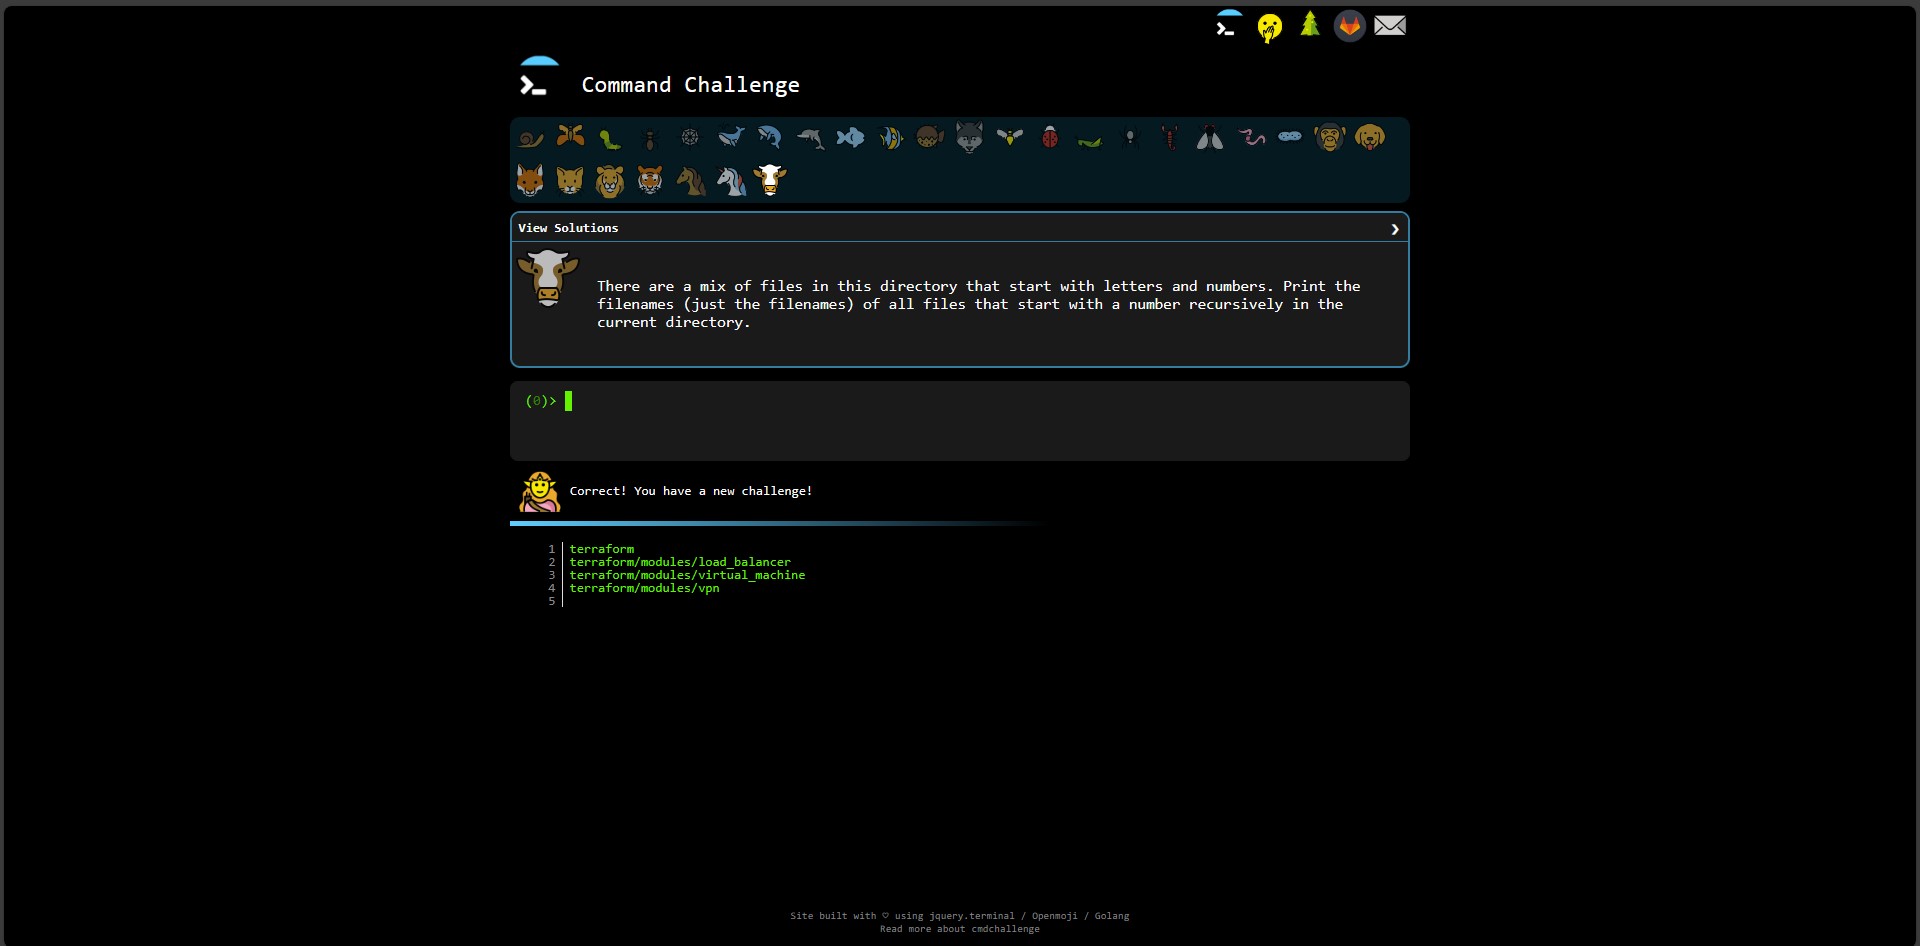 Command Challenge
View Solutions
There are a mix of files in this directory that start with letters and numbers. Print the
filenames (just the filenames) of all files that start with a number recursively in the
current directory.
(0)>
Correct! You have a new challenge!
1 terraform
2 terraform/modules/load_balancer
3 terraform/modules/virtual_machine
4 terraform/modules/vpn
5
Site built with ♡ using jquery.terminal / Openmoji / Golang
Read more about cmdchallenge